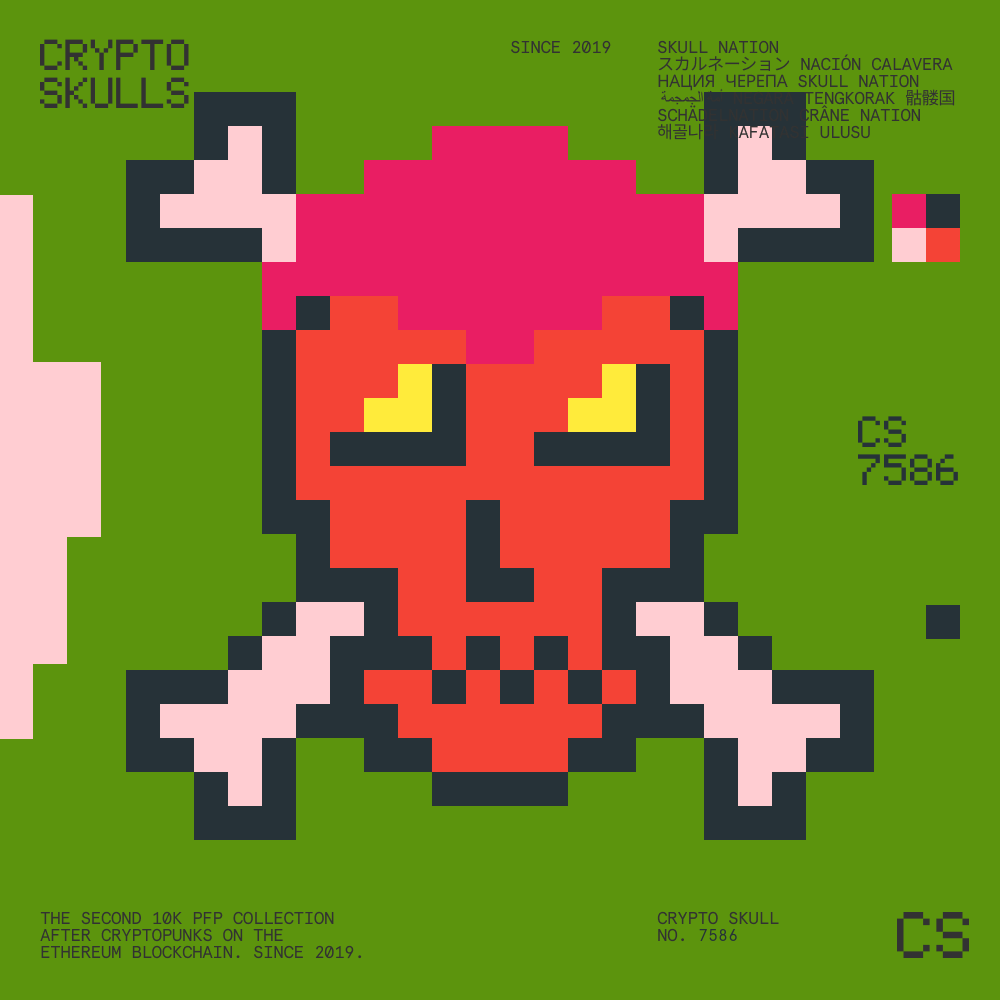 CRYPTO
SKULLS
SINCE 2019
SKULL NATION
スカルネーション NACIÓN CALAVERA
НАЦИЯ ЧЕРЕПА SKULL NATION
TENGKORAK 骷髅国
CRÂNE NATION
해골나 ULUSU
CS
7586
THE SECOND 10K PFP COLLECTION
AFTER CRYPTOPUNKS ON THE
ETHEREUM BLOCKCHAIN. SINCE 2019.
CRYPTO SKULL
NO. 7586
CS